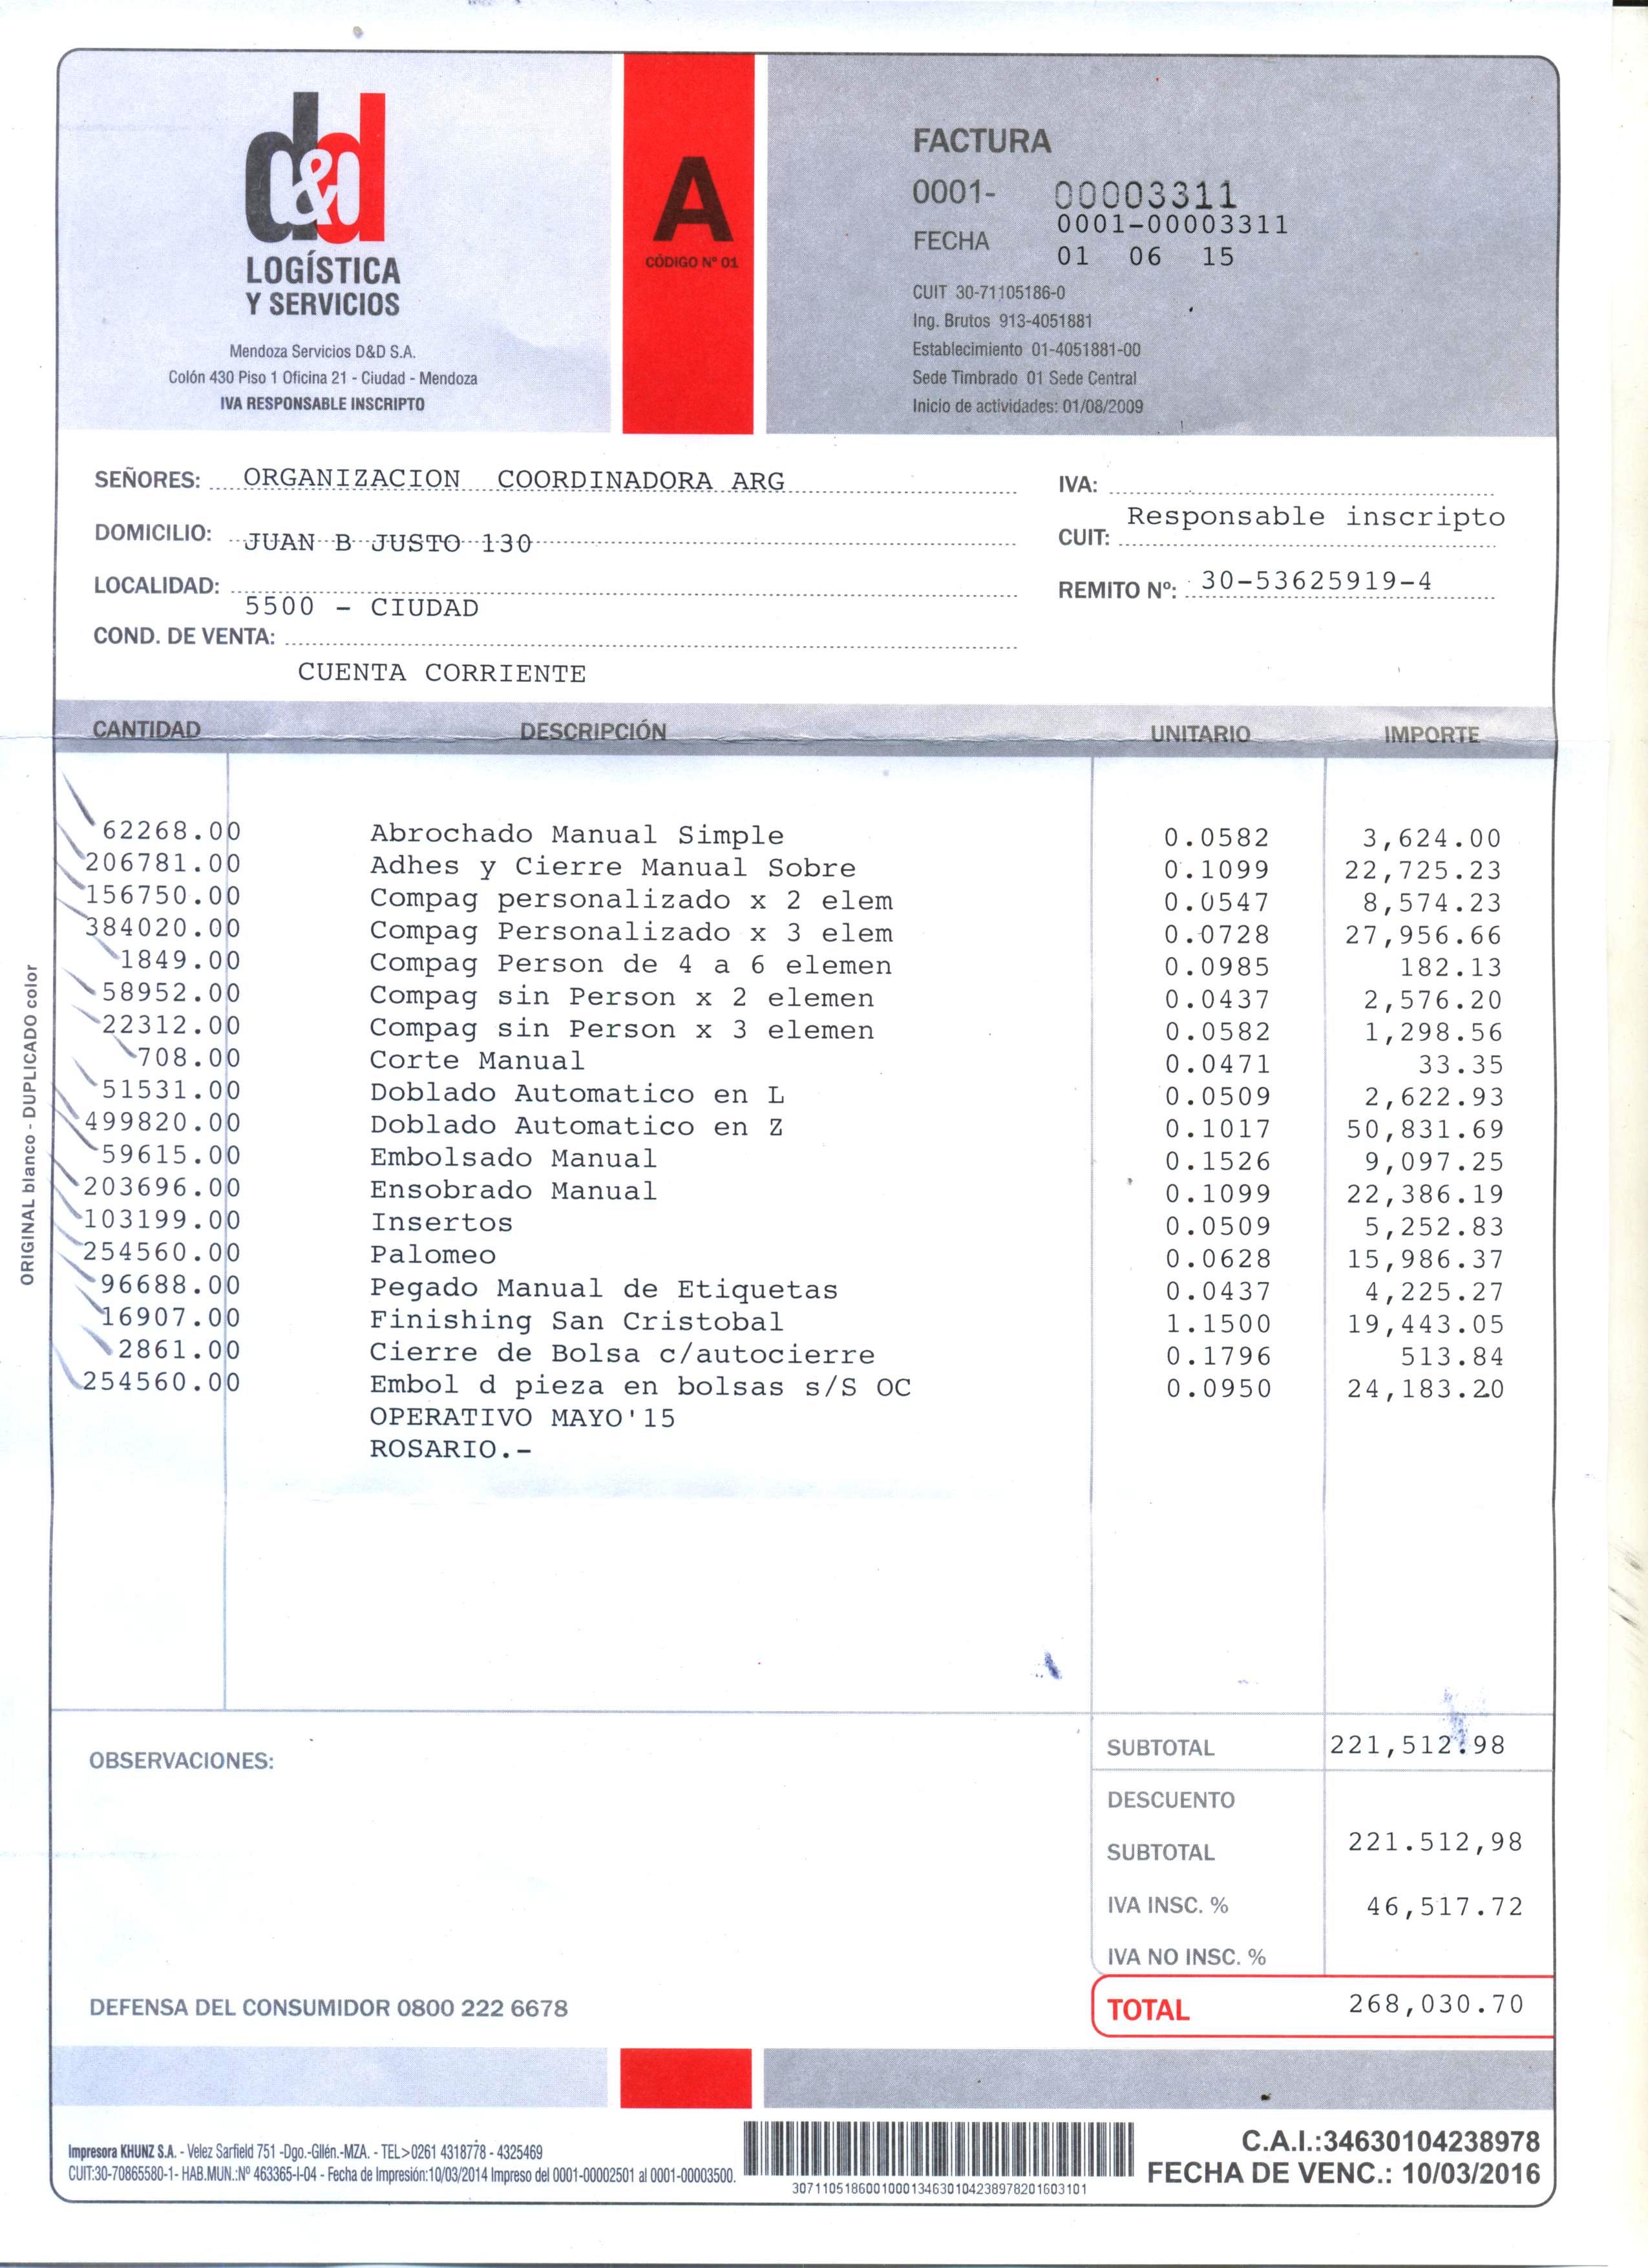 d&d
LOGÍSTICA
Y SERVICIOS
Mendoza Servicios D&D S.A.
Colón 430 Piso 1 Oficina 21 - Ciudad - Mendoza
IVA RESPONSABLE INSCRIPTO
A
CÓDIGO Nº 01
FACTURA
0001- 00003311
0001-00003311
FECHA 01 06 15
CUIT 30-71105186-0
Ing. Brutos 913-4051881
Establecimiento 01-4051881-00
Sede Timbrado 01 Sede Central
Inicio de actividades: 01/08/2009
SEÑORES: ORGANIZACION COORDINADORA ARG
DOMICILIO: JUAN B JUSTO 130
LOCALIDAD: 5500 - CIUDAD
COND. DE VENTA: CUENTA CORRIENTE
IVA: Responsable inscripto
CUIT: 30-53625919-4
REMITO Nº:
CANTIDAD DESCRIPCIÓN UNITARIO IMPORTE
62268.00 Abrochado Manual Simple 0.0582 3,624.00
206781.00 Adhes y Cierre Manual Sobre 0.1099 22,725.23
156750.00 Compag personalizado x 2 elem 0.0547 8,574.23
384020.00 Compag Personalizado x 3 elem 0.0728 27,956.66
1849.00 Compag Person de 4 a 6 elemen 0.0985 182.13
58952.00 Compag sin Person x 2 elemen 0.0437 2,576.20
22312.00 Compag sin Person x 3 elemen 0.0582 1,298.56
708.00 Corte Manual 0.0471 33.35
51531.00 Doblado Automatico en L 0.0509 2,622.93
499820.00 Doblado Automatico en Z 0.1017 50,831.69
59615.00 Embolsado Manual 0.1526 9,097.25
203696.00 Ensobrado Manual 0.1099 22,386.19
103199.00 Insertos 0.0509 5,252.83
254560.00 Palomeo 0.0628 15,986.37
96688.00 Pegado Manual de Etiquetas 0.0437 4,225.27
16907.00 Finishing San Cristobal 1.1500 19,443.05
2861.00 Cierre de Bolsa c/autocierre 0.1796 513.84
254560.00 Embol d pieza en bolsas s/S OC 0.0950 24,183.20
OPERATIVO MAYO'15
ROSARIO.-
ORIGINAL blanco - DUPLICADO color
OBSERVACIONES:
SUBTOTAL 221,512.98
DESCUENTO
SUBTOTAL 221.512,98
IVA INSC. % 46,517.72
IVA NO INSC. %
TOTAL 268,030.70
DEFENSA DEL CONSUMIDOR 0800 222 6678
Impresora KHUNZ S.A. - Velez Sarfield 751 -Dgo.-Gllén.-MZA. - TEL>0261 4318778 - 4325469
CUIT:30-70865580-1- HAB.MUN.:Nº 463365-I-04 - Fecha de Impresión:10/03/2014 Impreso del 0001-00002501 al 0001-00003500.
307110518600100013463010423897820160310​1
C.A.I.:34630104238978
FECHA DE VENC.: 10/03/2016